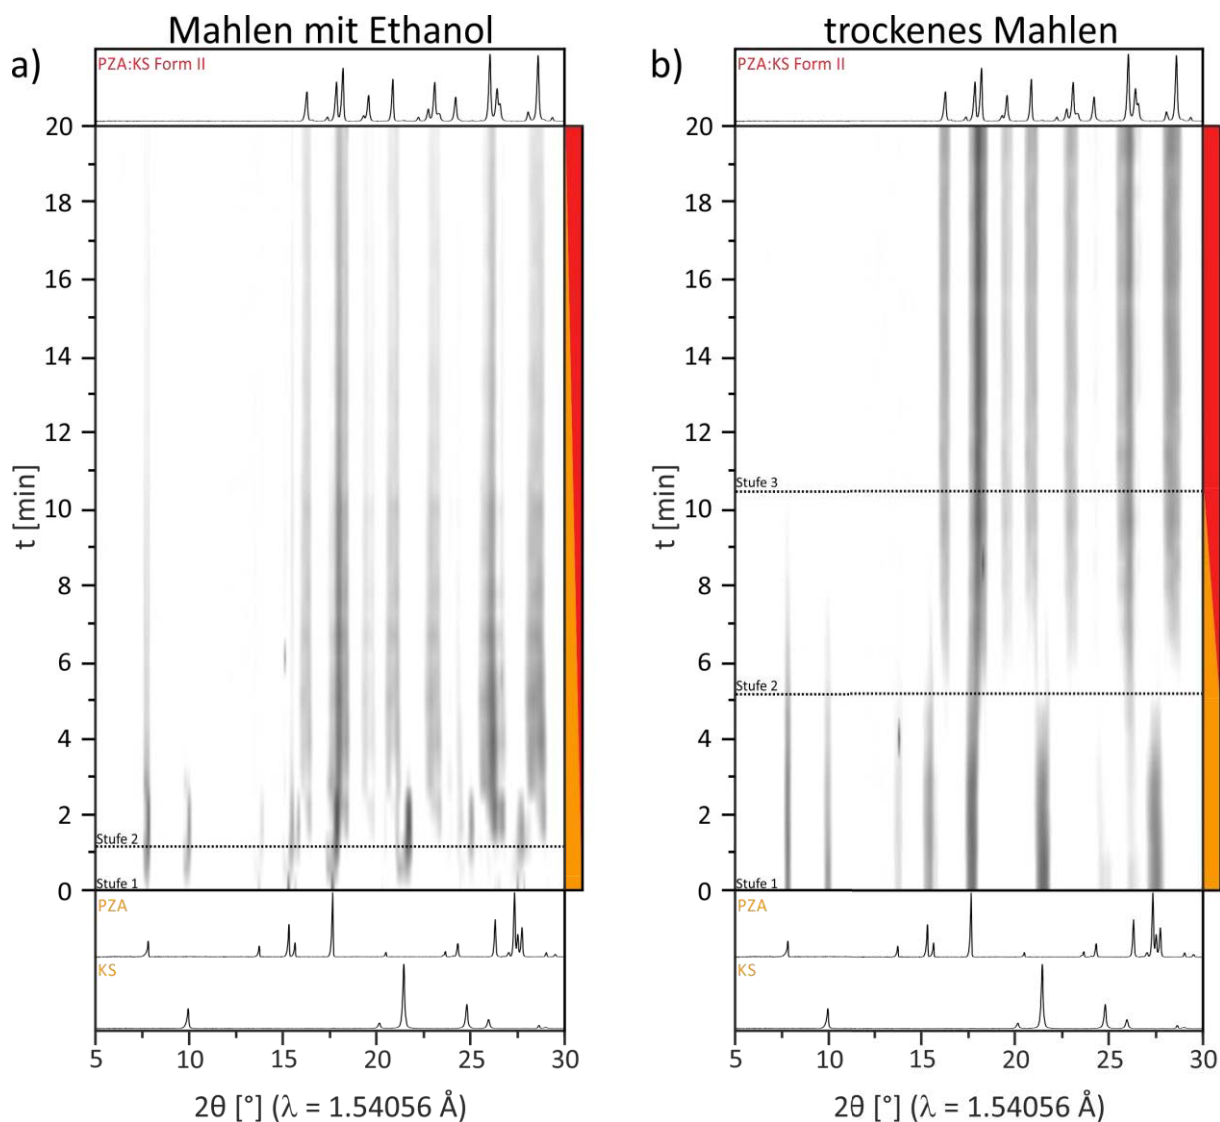 Mahlen mit Ethanol
a)
PZA:KS Form II
20
18
16
14
12
10
8
6
4
2
0
t [min]
Stufe 2
Stufe 1
PZA
KS
5
10
15
20
25
30
2θ [°] (λ = 1.54056 Å)
trockenes Mahlen
b)
PZA:KS Form II
20
18
16
14
12
10
8
6
4
2
0
t [min]
Stufe 3
Stufe 2
Stufe 1
PZA
KS
5
10
15
20
25
30
2θ [°] (λ = 1.54056 Å)